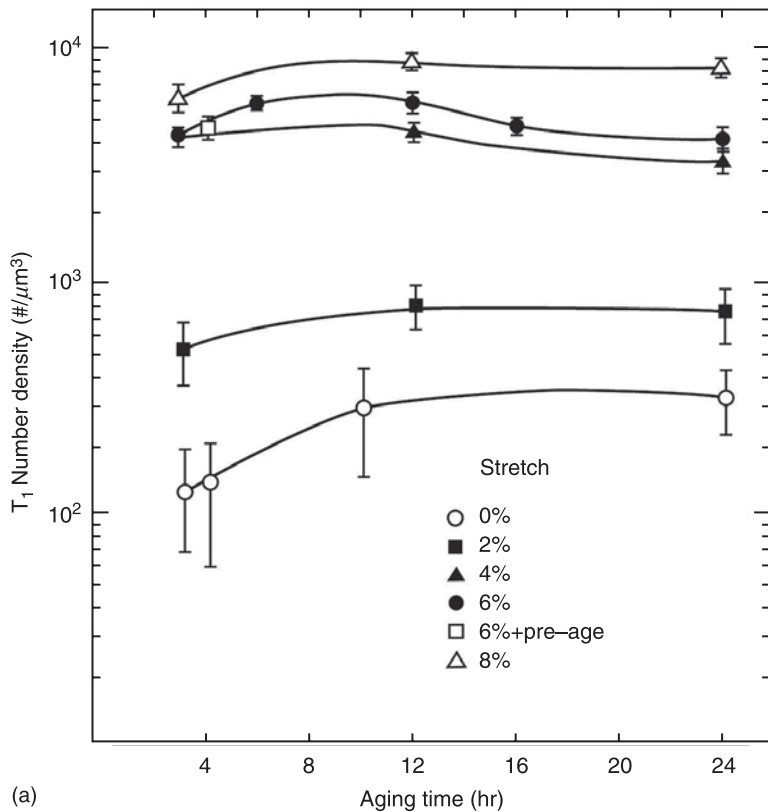 10⁴
10³
10²
T₁ Number density (#/μm³)
Stretch
0%
2%
4%
6%
6%+pre–age
8%
4 8 12 16 20 24
(a)
Aging time (hr)